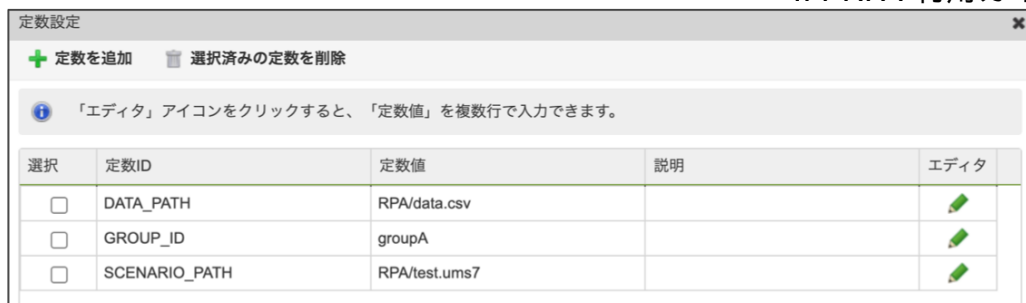 定数設定
定数を追加 選択済みの定数を削除
「エディタ」アイコンをクリックすると、「定数値」を複数行で入力できます。
選択 定数ID 定数値 説明 エディタ
DATA_PATH RPA/data.csv
GROUP_ID groupA
SCENARIO_PATH RPA/test.ums7